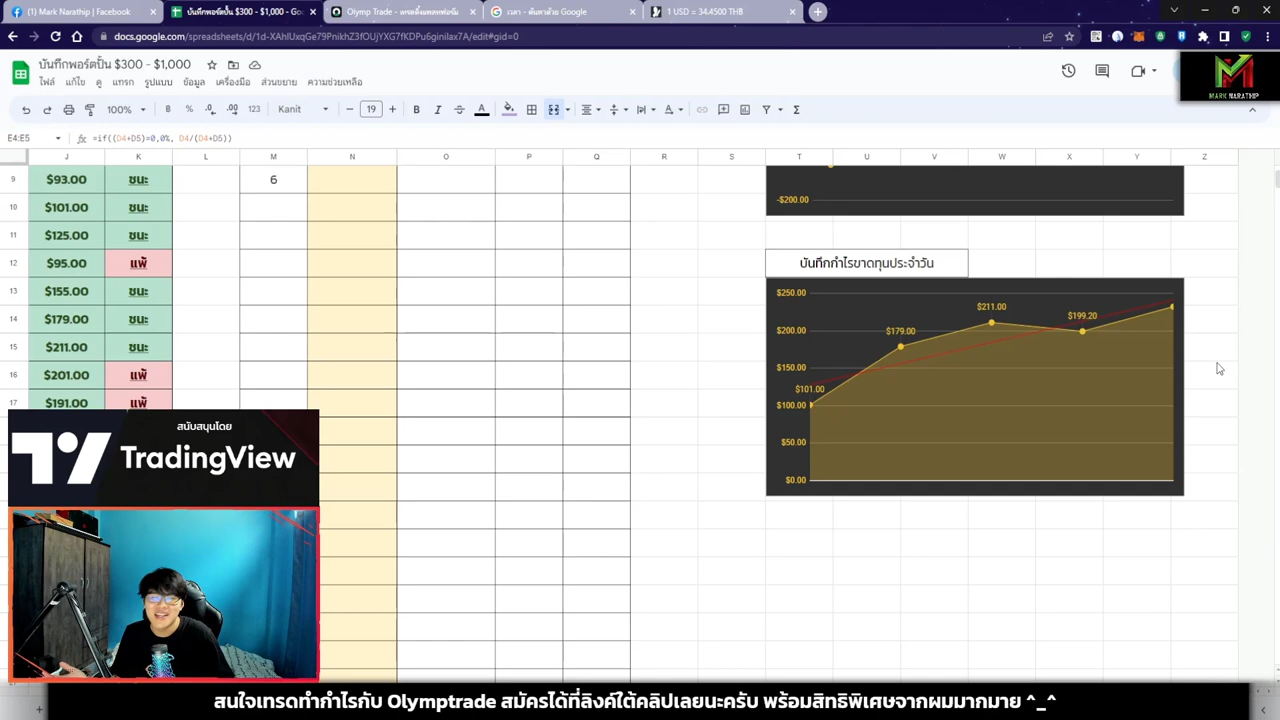 (1) Mark Narathip | Facebook
บันทึกพอร์ตปั้น $300 - $1,000 - Go
Olymp Trade - เทรดดิ้งแพลทฟอร์ม
เวลา - ค้นหาด้วย Google
1 USD = 34.4500 THB
docs.google.com/spreadsheets/d/1d-XAhlUxqGe79PnikhZ3fOUjYXG7fKDPu6giniIax7A/edit#gid=0
บันทึกพอร์ตปั้น $300 - $1,000
ไฟล์ แก้ไข ดู แทรก รูปแบบ ข้อมูล เครื่องมือ ส่วนขยาย ความช่วยเหลือ
MARK NARATHIP
100% % .0 .00 123 Kanit 19 B I
E4:E5 =if((D4+D5)=0,0%, D4/(D4+D5))
J K L M N O P Q R S T U V W X Y Z
9 $93.00 ชนะ 6
-$200.00
10 $101.00 ชนะ
11 $125.00 ชนะ
12 $95.00 แพ้
บันทึกกำไรขาดทุนประจำวัน
13 $155.00 ชนะ
14 $179.00 ชนะ
15 $211.00 ชนะ
16 $201.00 แพ้
17 $191.00 แพ้
$250.00
$200.00
$150.00
$100.00
$50.00
$0.00
$101.00
$179.00
$211.00
$199.20
สนับสนุนโดย
TradingView
สนใจเทรดทำกำไรกับ Olymptrade สมัครได้ที่ลิงค์ใต้คลิปเลยนะครับ พร้อมสิทธิพิเศษจากผมมากมาย ^_^